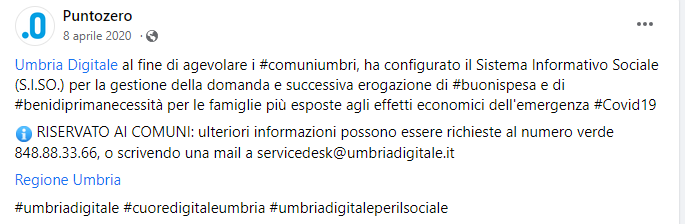 .0
Puntozero
8 aprile 2020 ·
Umbria Digitale al fine di agevolare i #comuniumbri, ha configurato il Sistema Informativo Sociale
(S.I.SO.) per la gestione della domanda e successiva erogazione di #buonispesa e di
#benidiprimanecessità per le famiglie più esposte agli effetti economici dell'emergenza #Covid19
ℹ️ RISERVATO AI COMUNI: ulteriori informazioni possono essere richieste al numero verde
848.88.33.66, o scrivendo una mail a servicedesk@umbriadigitale.it
Regione Umbria
#umbriadigitale #cuoredigitaleumbria #umbriadigitaleperilsociale